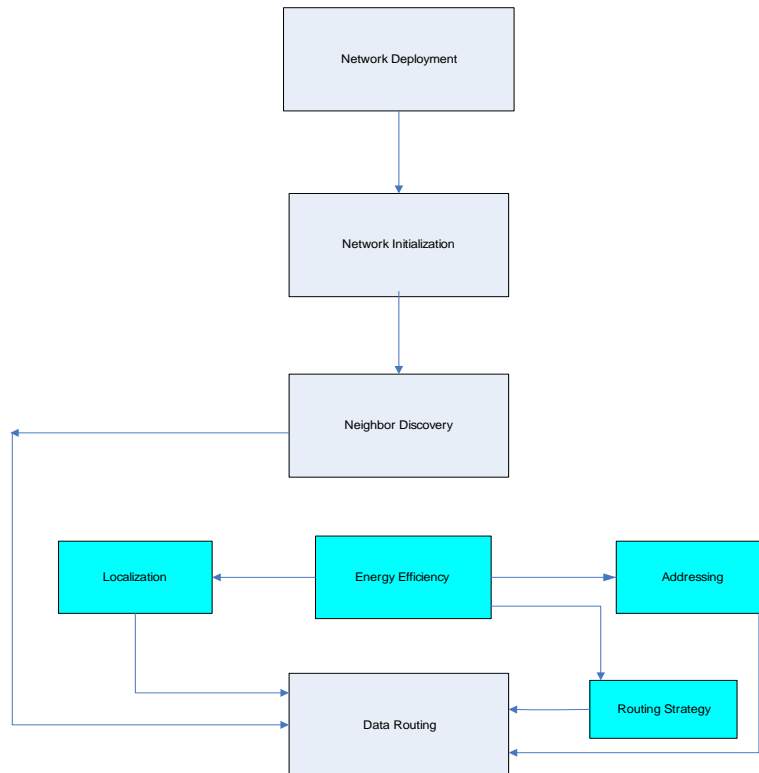 Network Deployment
Network Initialization
Neighbor Discovery
Localization
Energy Efficiency
Addressing
Routing Strategy
Data Routing